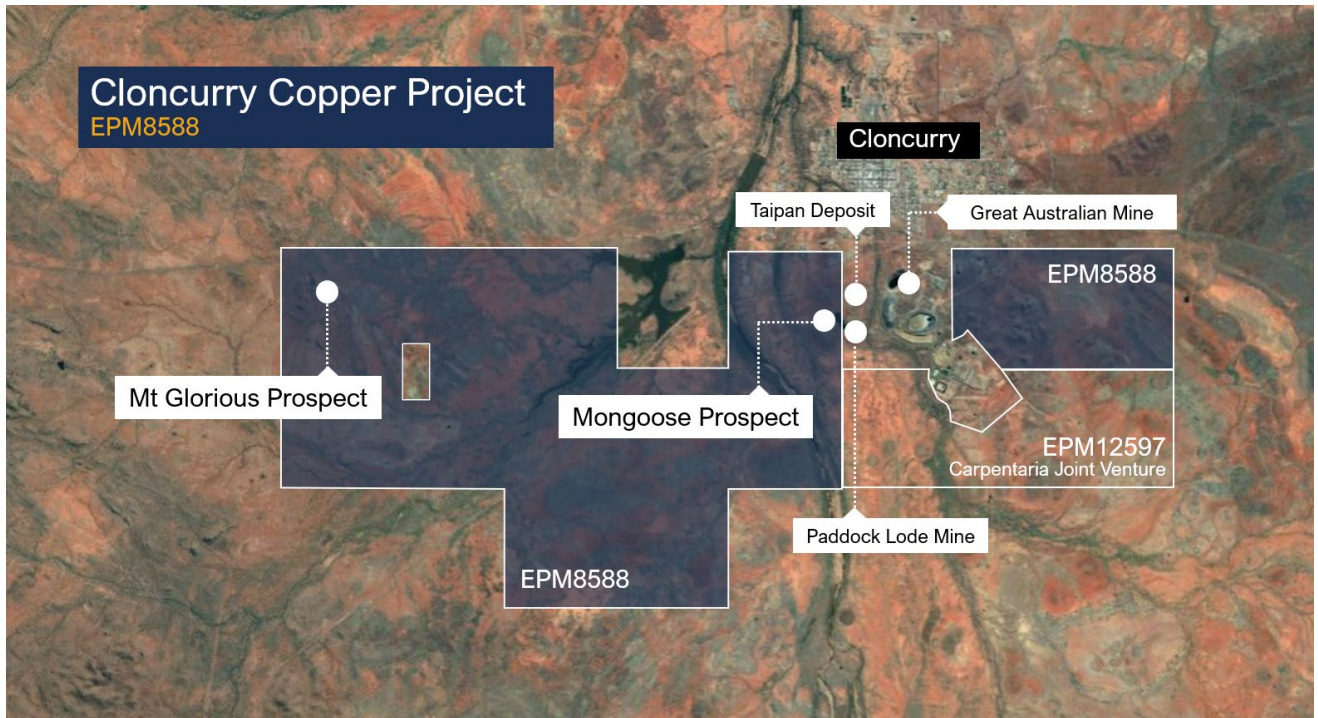 Cloncurry Copper Project
EPM8588
Cloncurry
Taipan Deposit
Great Australian Mine
EPM8588
Mt Glorious Prospect
Mongoose Prospect
EPM12597
Carpentaria Joint Venture
Paddock Lode Mine
EPM8588